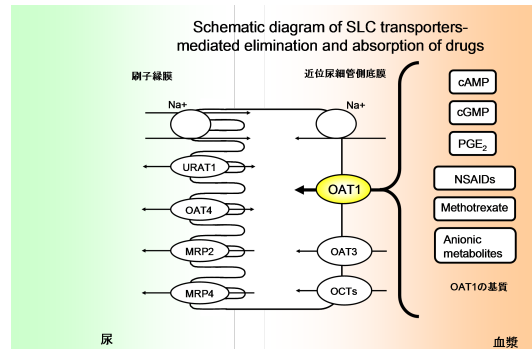 Schematic diagram of SLC transporters-
mediated elimination and absorption of drugs
刷子縁膜
近位尿細管側底膜
Na+
Na+
URAT1
OAT4
MRP2
MRP4
OAT1
OAT3
OCTs
cAMP
cGMP
PGE₂
NSAIDs
Methotrexate
Anionic
metabolites
OAT1の基質
尿
血漿